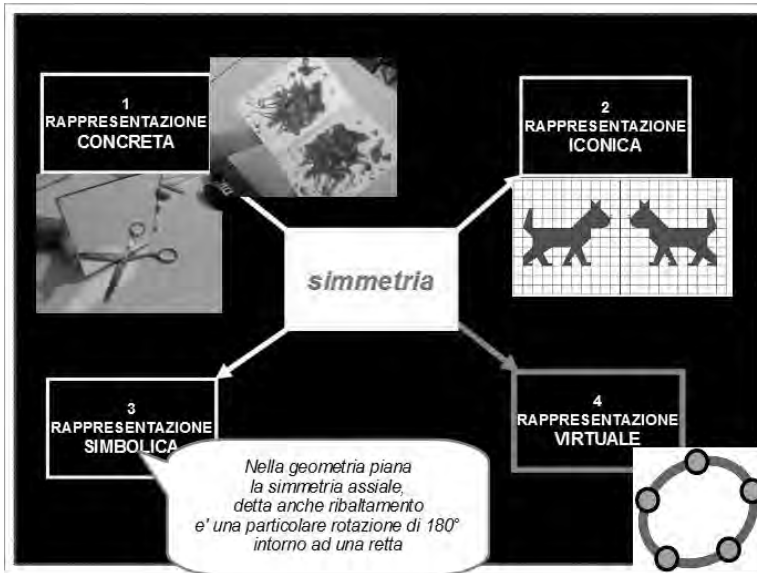 1
RAPPRESENTAZIONE
CONCRETA
2
RAPPRESENTAZIONE
ICONICA
simmetria
3
RAPPRESENTAZIONE
SIMBOLICA
4
RAPPRESENTAZIONE
VIRTUALE
Nella geometria piana
la simmetria assiale,
detta anche ribaltamento
e' una particolare rotazione di 180°
intorno ad una retta